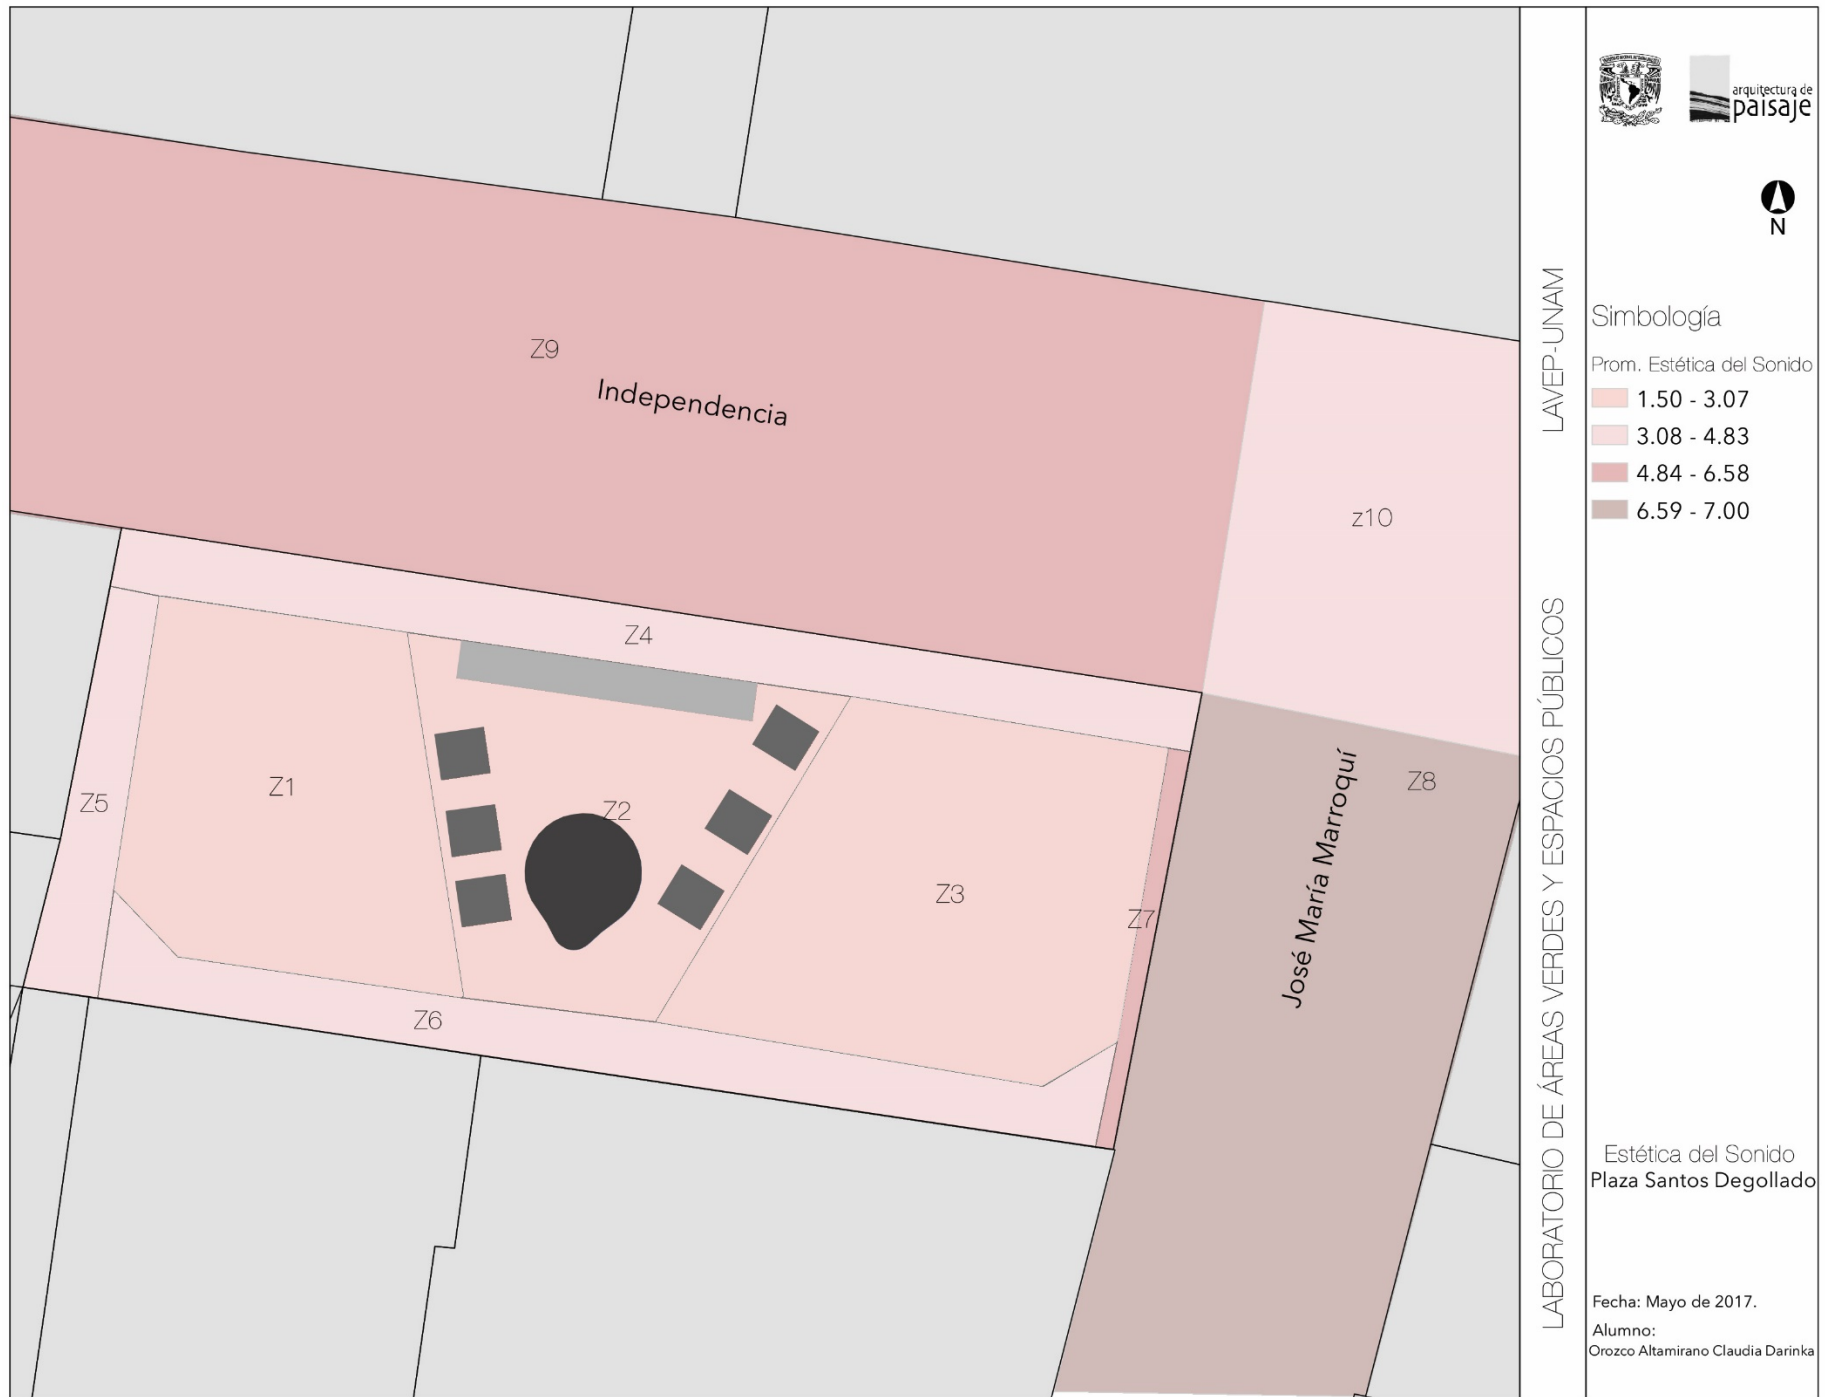 Z9
Independencia
z10
Z4
Z8
José María Marroquí
Z1
Z5
Z2
Z3
Z7
Z6
LAVEP-UNAM
LABORATORIO DE ÁREAS VERDES Y ESPACIOS PÚBLICOS
arquitectura de
paisaje
N
Simbología
Prom. Estética del Sonido
1.50 - 3.07
3.08 - 4.83
4.84 - 6.58
6.59 - 7.00
Estética del Sonido
Plaza Santos Degollado
Fecha: Mayo de 2017.
Alumno:
Orozco Altamirano Claudia Darinka